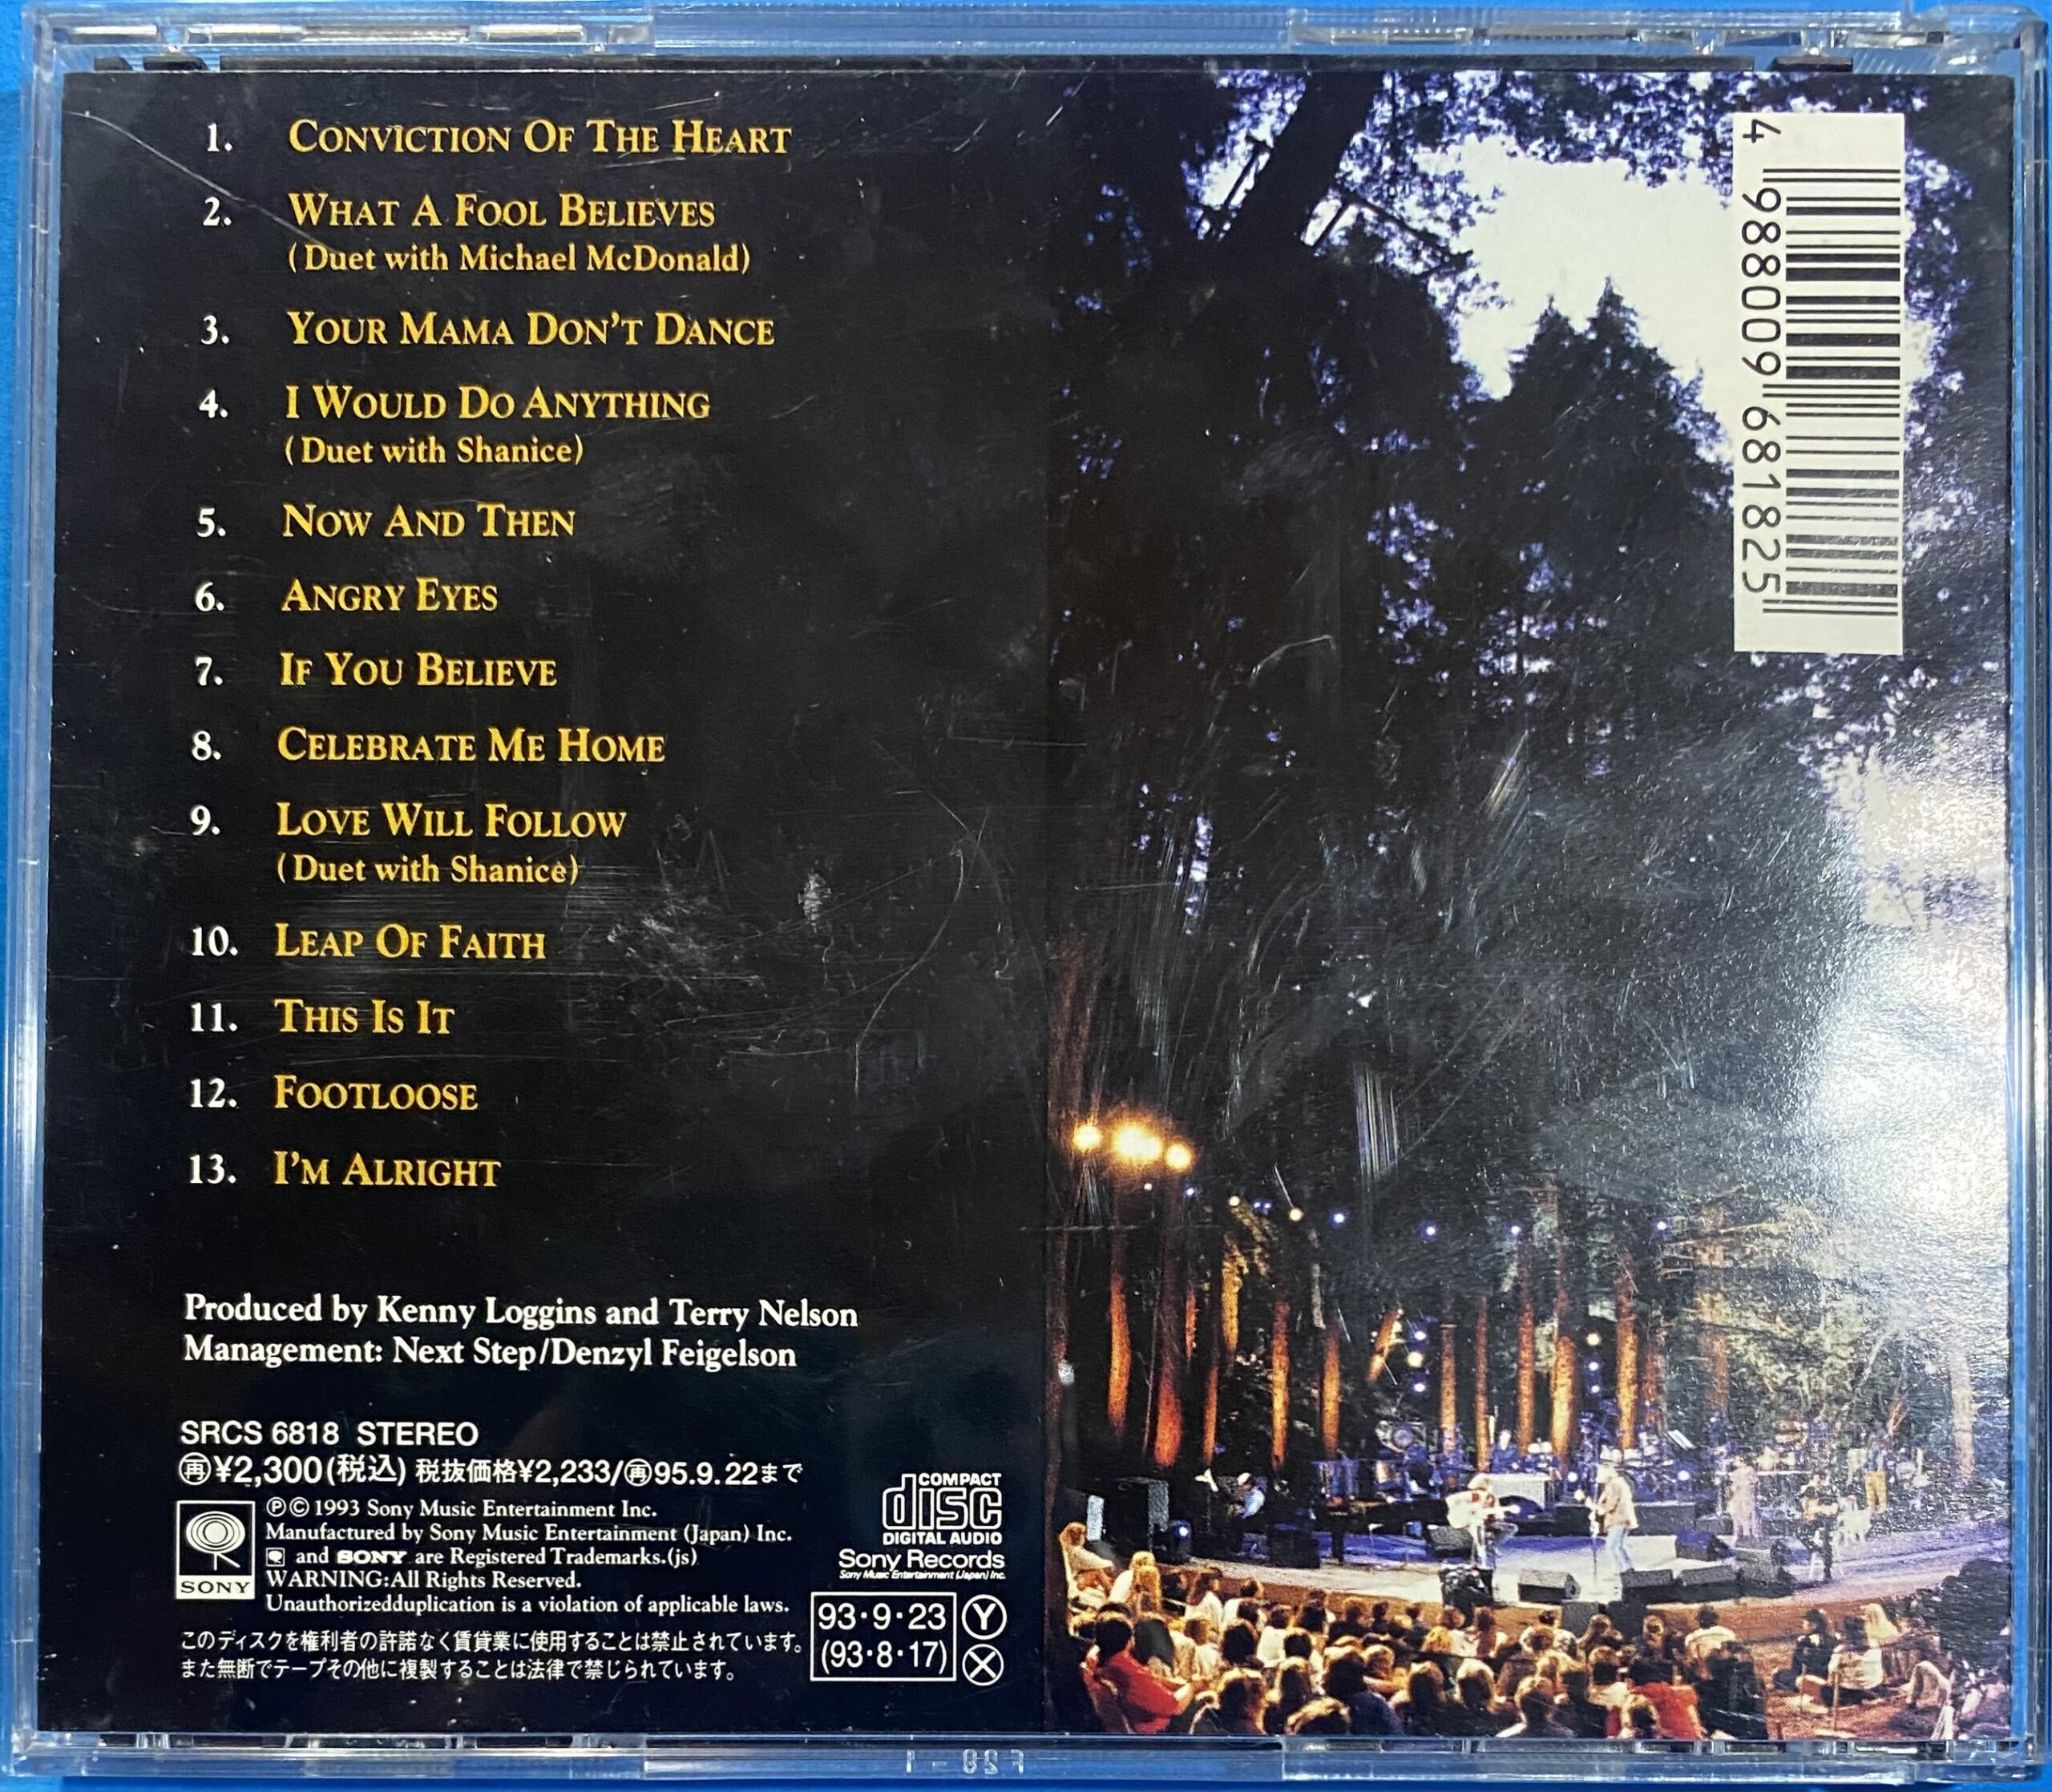 1. CONVICTION OF THE HEART
2. WHAT A FOOL BELIEVES
(Duet with Michael McDonald)
3. YOUR MAMA DON'T DANCE
4. I WOULD DO ANYTHING
(Duet with Shanice)
5. NOW AND THEN
6. ANGRY EYES
7. IF YOU BELIEVE
8. CELEBRATE ME HOME
9. LOVE WILL FOLLOW
(Duet with Shanice)
10. LEAP OF FAITH
11. THIS IS IT
12. FOOTLOOSE
13. I'M ALRIGHT
Produced by Kenny Loggins and Terry Nelson
Management: Next Step/Denzyl Feigelson
SRCS 6818 STEREO
㊢¥2,300(税込) 税抜価格¥2,233/㊢95.9.22まで
ⓅⒸ 1993 Sony Music Entertainment Inc.
Manufactured by Sony Music Entertainment (Japan) Inc.
and SONY are Registered Trademarks.(js)
WARNING:All Rights Reserved.
Unauthorizedduplication is a violation of applicable laws.
SONY
このディスクを権利者の許諾なく賃貸業に使用することは禁止されています。
また無断でテープその他に複製することは法律で禁じられています。
COMPACT
disc
DIGITAL AUDIO
Sony Records
Sony Music Entertainment (Japan) Inc.
93・9・23 Ⓨ
(93・8・17) Ⓧ
4 988009 681825